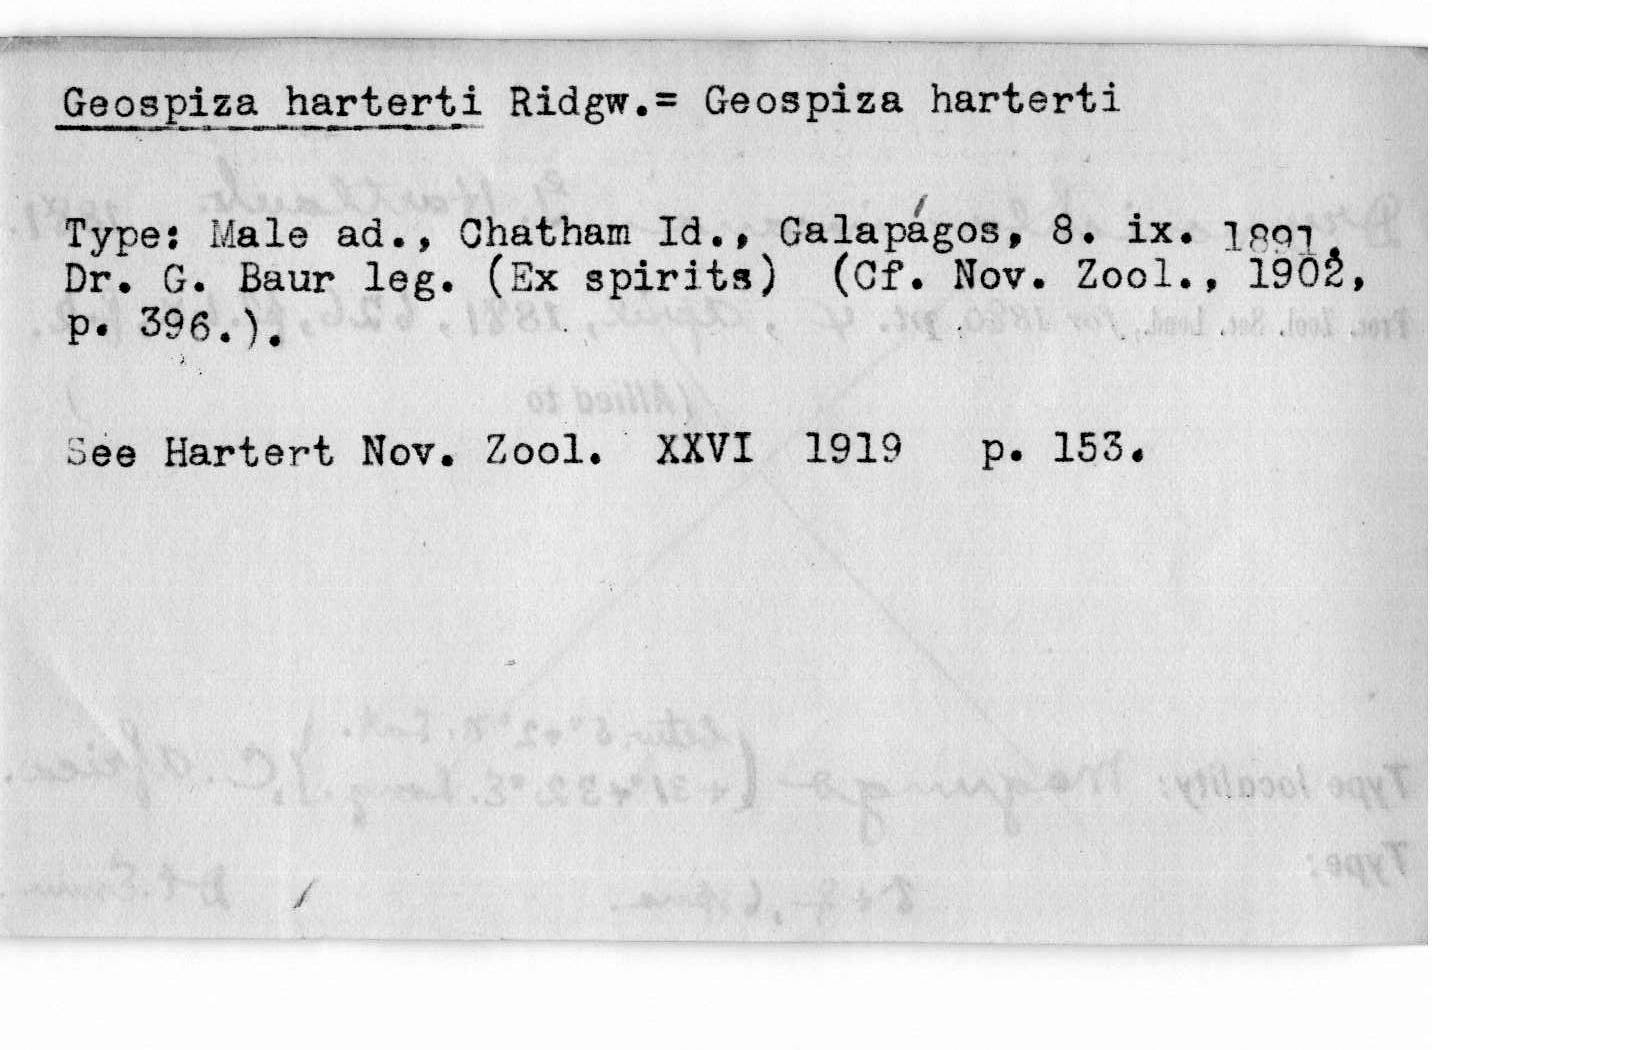 Geospiza harterti Ridgw.= Geospiza harterti
Type: Male ad., Chatham Id., Galapágos, 8. ix. 1891.
Dr. G. Baur leg. (Ex spirits) (Cf. Nov. Zool., 1902,
p. 396.).
See Hartert Nov. Zool. XXVI 1919 p. 153.